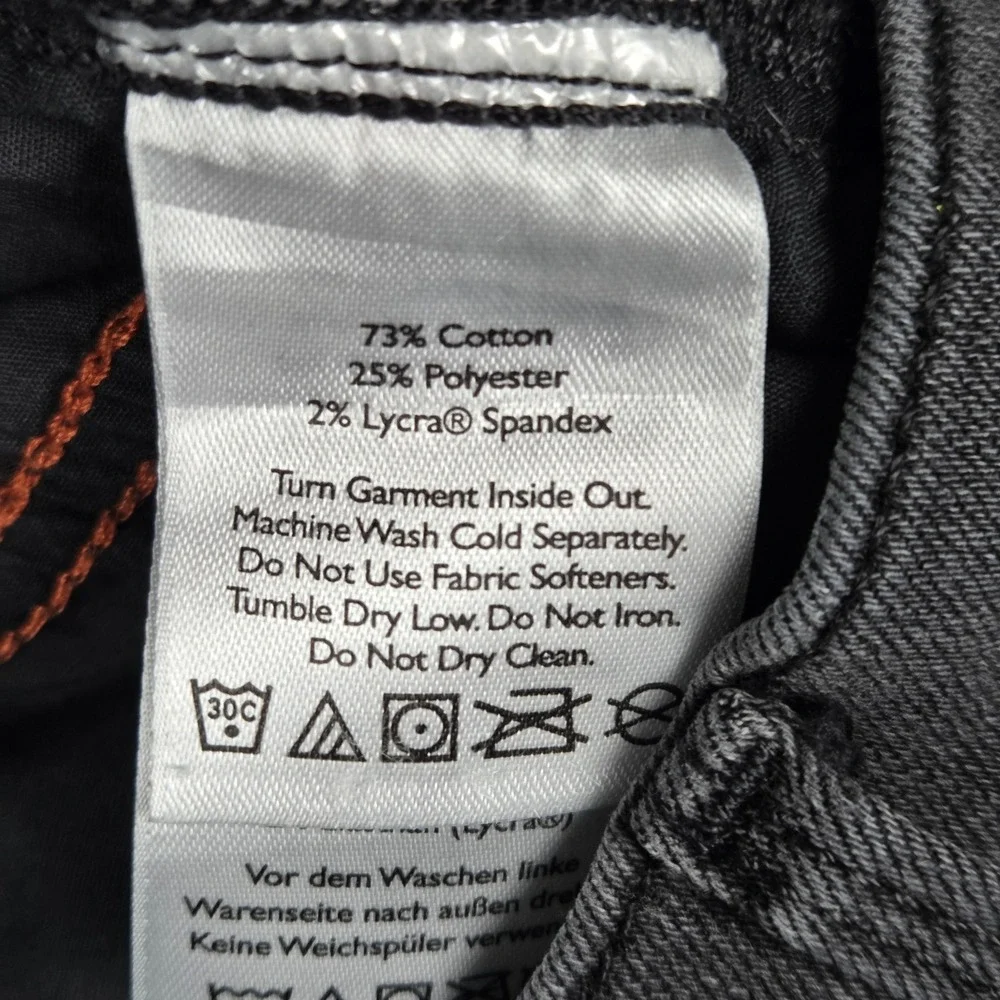 73% Cotton
25% Polyester
2% Lycra® Spandex
Turn Garment Inside Out.
Machine Wash Cold Separately.
Do Not Use Fabric Softeners.
Tumble Dry Low. Do Not Iron.
Do Not Dry Clean.
30C
(Lycra®)
Vor dem Waschen linke
Warenseite nach außen
Keine Weichspüler